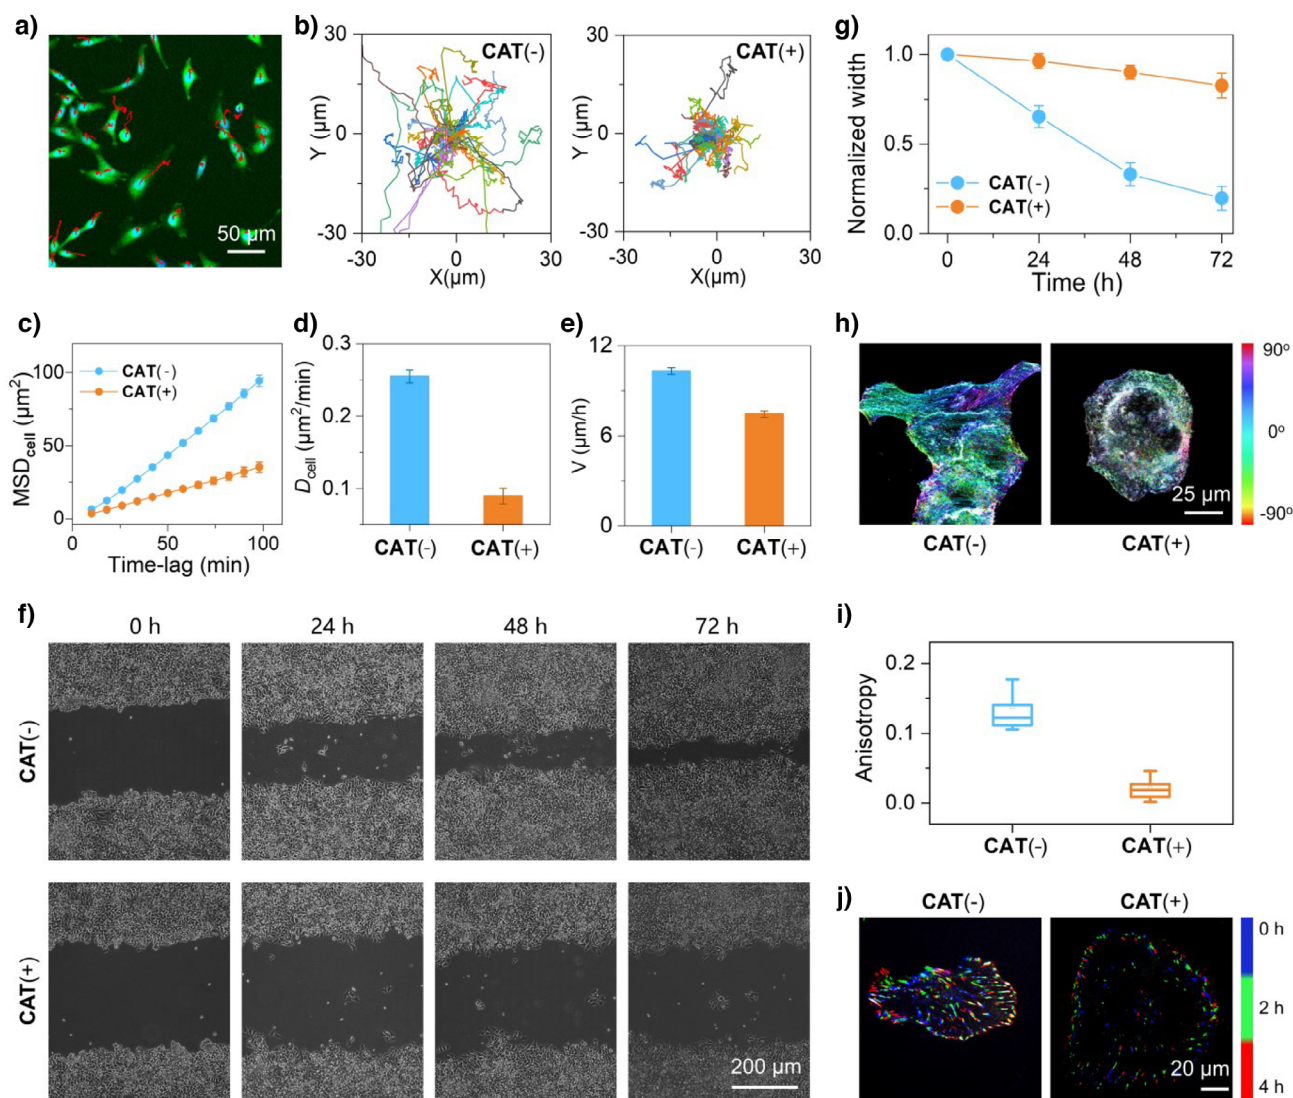 a)
50 µm
b)
30
0
-30
Y (µm)
CAT(-)
-30
0
30
X(µm)
30
0
-30
Y (µm)
CAT(+)
-30
0
30
X(µm)
g)
1.0
0.5
0.0
Normalized width
CAT(-)
CAT(+)
0
24
48
72
Time (h)
c)
100
50
0
MSDcell (µm²)
CAT(-)
CAT(+)
0
50
100
Time-lag (min)
d)
0.3
0.2
0.1
Dcell (µm²/min)
CAT(-)
CAT(+)
e)
12
6
0
V (µm/h)
CAT(-)
CAT(+)
h)
25 µm
90°
0°
-90°
CAT(-)
CAT(+)
f)
0 h
24 h
48 h
72 h
CAT(-)
CAT(+)
200 µm
i)
0.2
0.1
0.0
Anisotropy
CAT(-)
CAT(+)
j)
CAT(-)
CAT(+)
20 µm
0 h
2 h
4 h